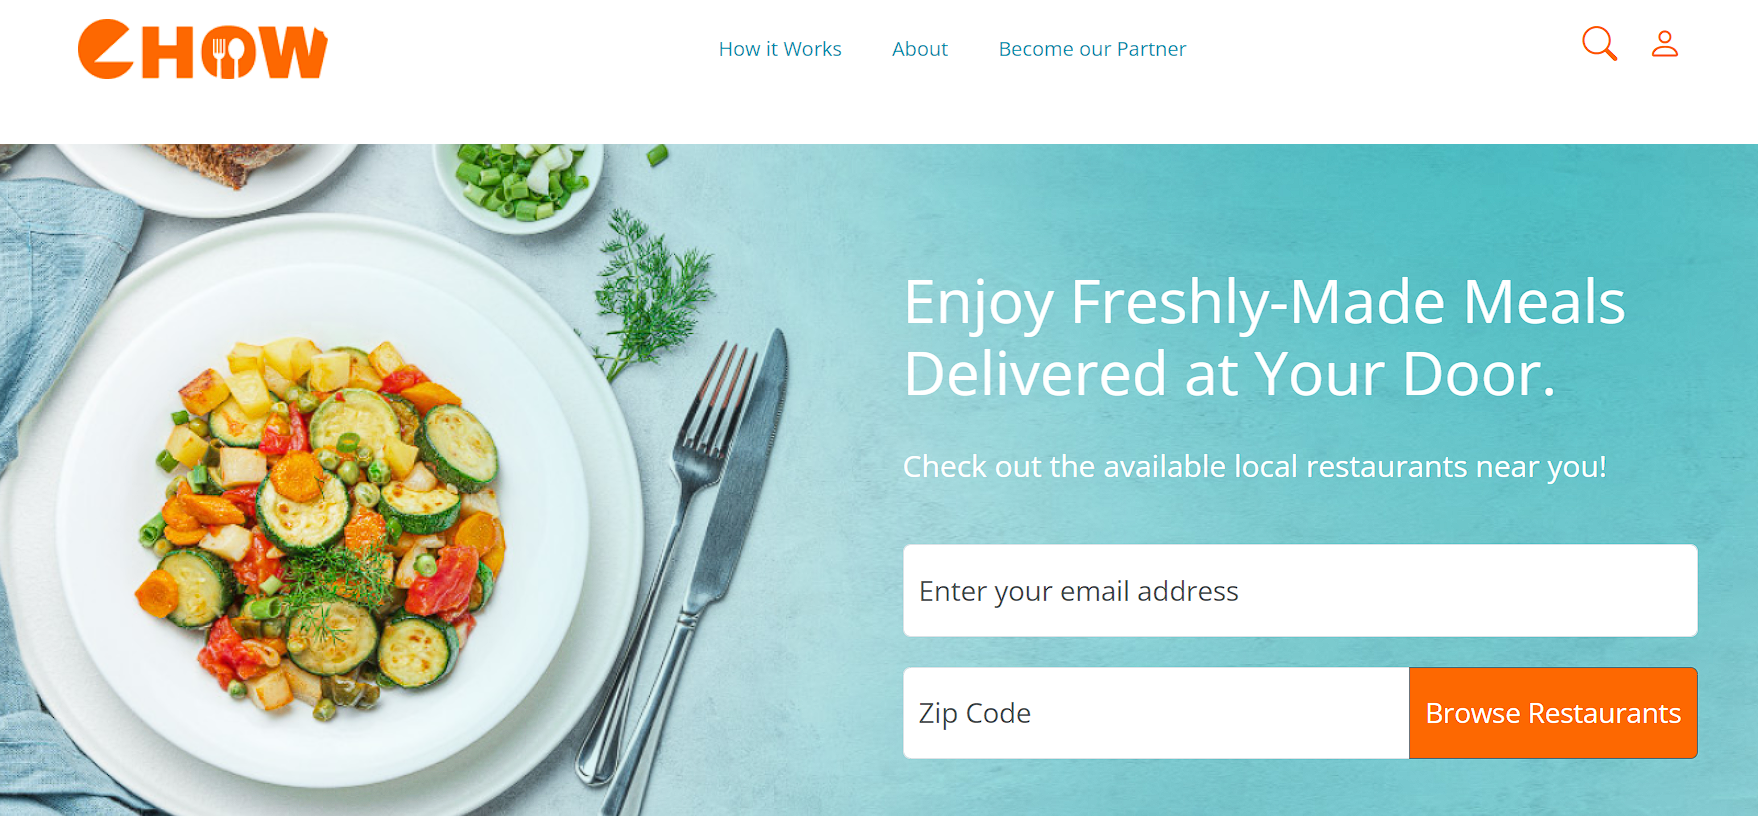 CHOW
How it Works
About
Become our Partner
Enjoy Freshly-Made Meals
Delivered at Your Door.
Check out the available local restaurants near you!
Enter your email address
Zip Code
Browse Restaurants